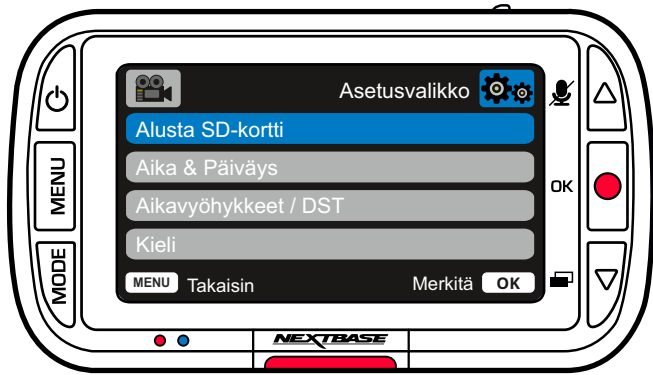 Asetusvalikko
Alusta SD-kortti
Aika & Päiväys
Aikavyöhykkeet / DST
Kieli
MENU Takaisin Merkitä OK
MENU
MODE
OK
NEXTBASE